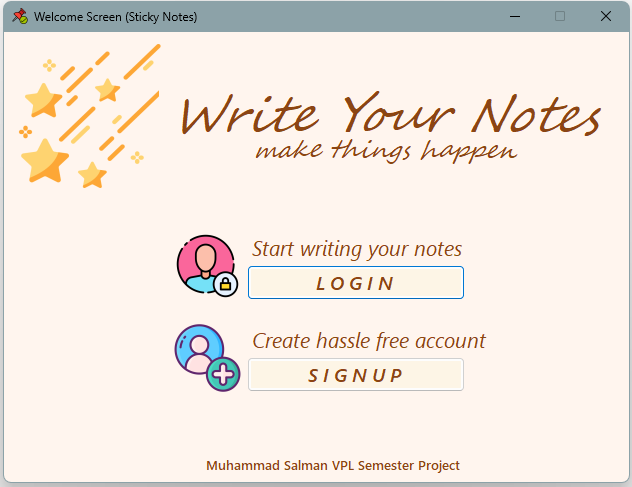 Welcome Screen (Sticky Notes)
Write Your Notes
make things happen
Start writing your notes
LOGIN
Create hassle free account
SIGNUP
Muhammad Salman VPL Semester Project